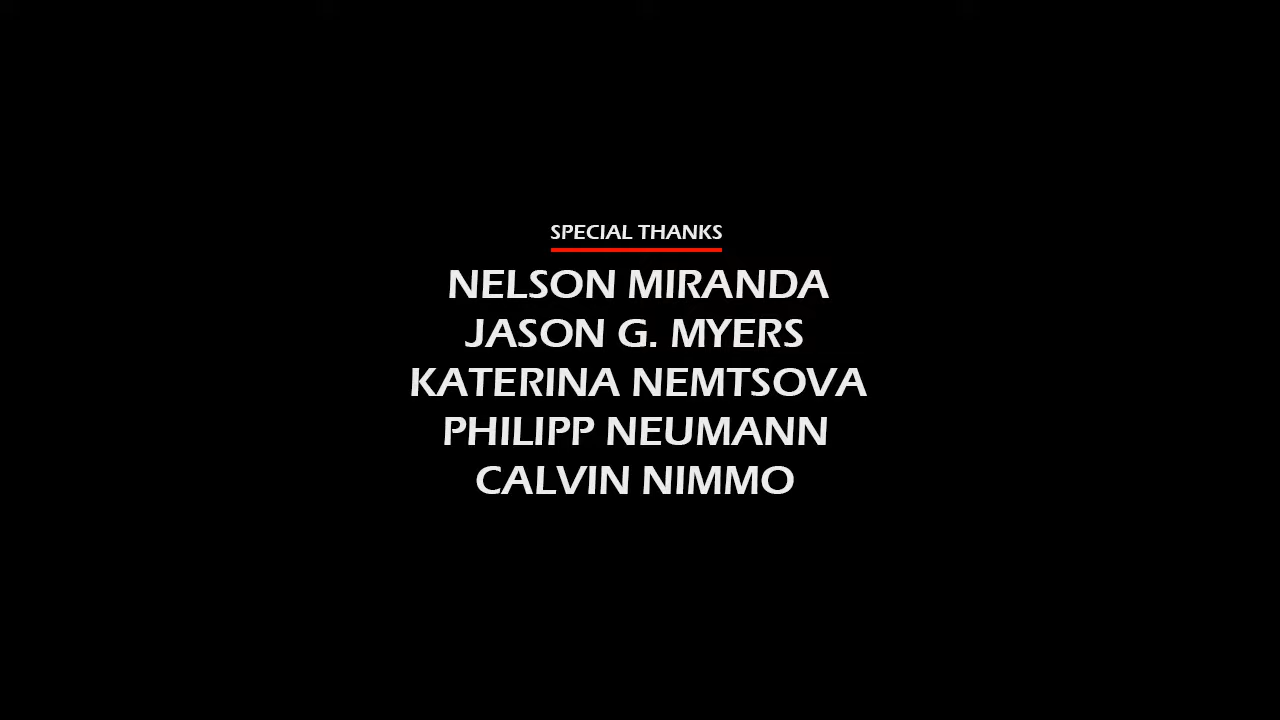 SPECIAL THANKS
NELSON MIRANDA
JASON G. MYERS
KATERINA NEMTSOVA
PHILIPP NEUMANN
CALVIN NIMMO